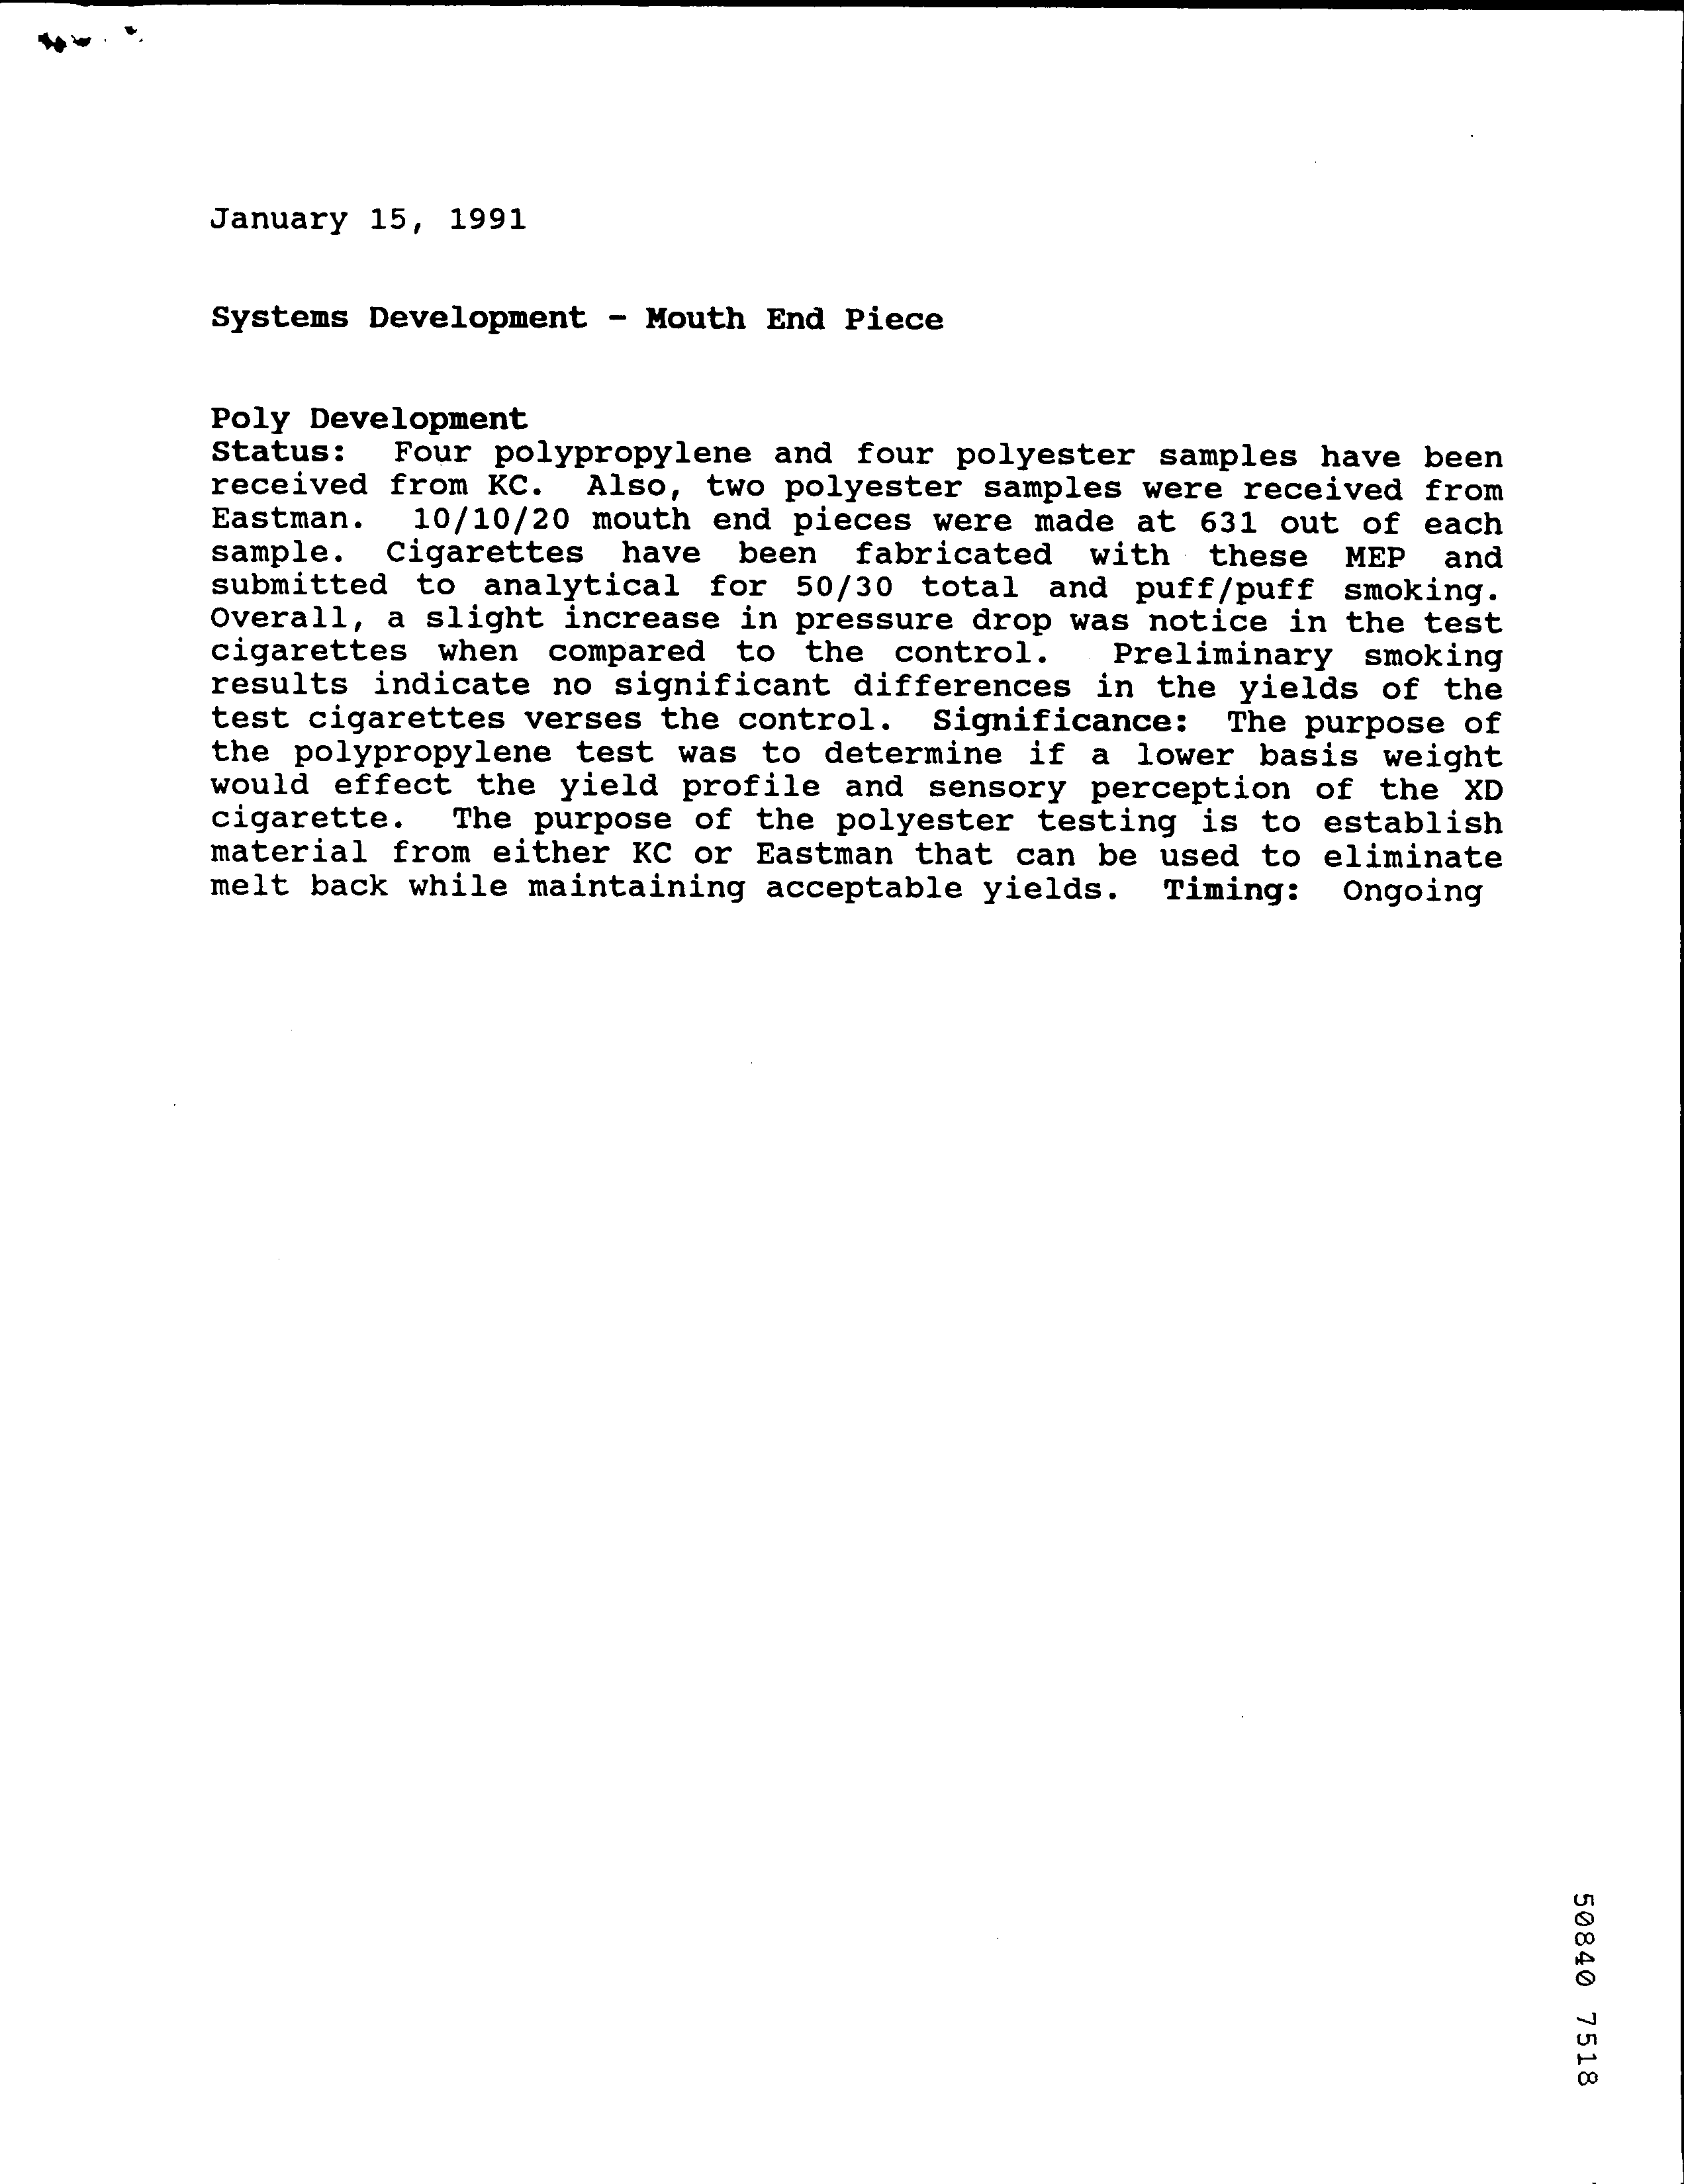 January 15, 1991
Systems Development - Mouth End Piece
Poly Development
Status: Four polypropylene and four polyester samples have been
received from KC. Also, two polyester samples were received from
Eastman. 10/10/20 mouth end pieces were made at 631 out of each
sample. Cigarettes have been fabricated with these MEP and
submitted to analytical for 50/30 total and puff/puff smoking.
Overall, a slight increase in pressure drop was notice in the test
cigarettes when compared to the control. Preliminary smoking
results indicate no significant differences in the yields of the
test cigarettes verses the control. Significance: The purpose of
the polypropylene test was to determine if a lower basis weight
would effect the yield profile and sensory perception of the XD
cigarette. The purpose of the polyester testing is to establish
material from either KC or Eastman that can be used to eliminate
melt back while maintaining acceptable yields. Timing: Ongoing
50840 7518